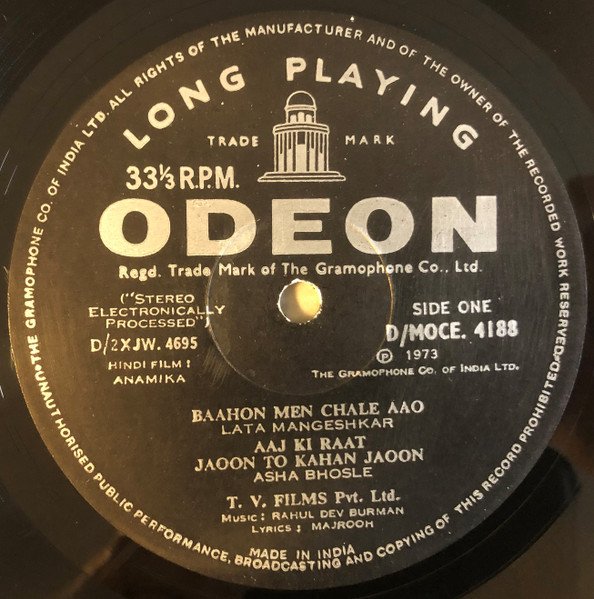 THE GRAMOPHONE CO. OF INDIA LTD. ALL RIGHTS OF THE MANUFACTURER AND OF THE OWNER OF THE RECORDED WORK RESERVED.
UNAUTHORISED PUBLIC PERFORMANCE, BROADCASTING AND COPYING OF THIS RECORD PROHIBITED.
LONG PLAYING
TRADE MARK
33⅓ R.P.M.
ODEON
Regd. Trade Mark of The Gramophone Co., Ltd.
("STEREO
ELECTRONICALLY
PROCESSED")
D/2XJW. 4695
HINDI FILM :
ANAMIKA
SIDE ONE
D/MOCE. 4188
Ⓟ 1973
THE GRAMOPHONE CO. OF INDIA LTD.
BAAHON MEN CHALE AAO
LATA MANGESHKAR
AAJ KI RAAT
JAOON TO KAHAN JAOON
ASHA BHOSLE
T. V. FILMS Pvt. Ltd.
MUSIC : RAHUL DEV BURMAN
LYRICS : MAJROOH
MADE IN INDIA